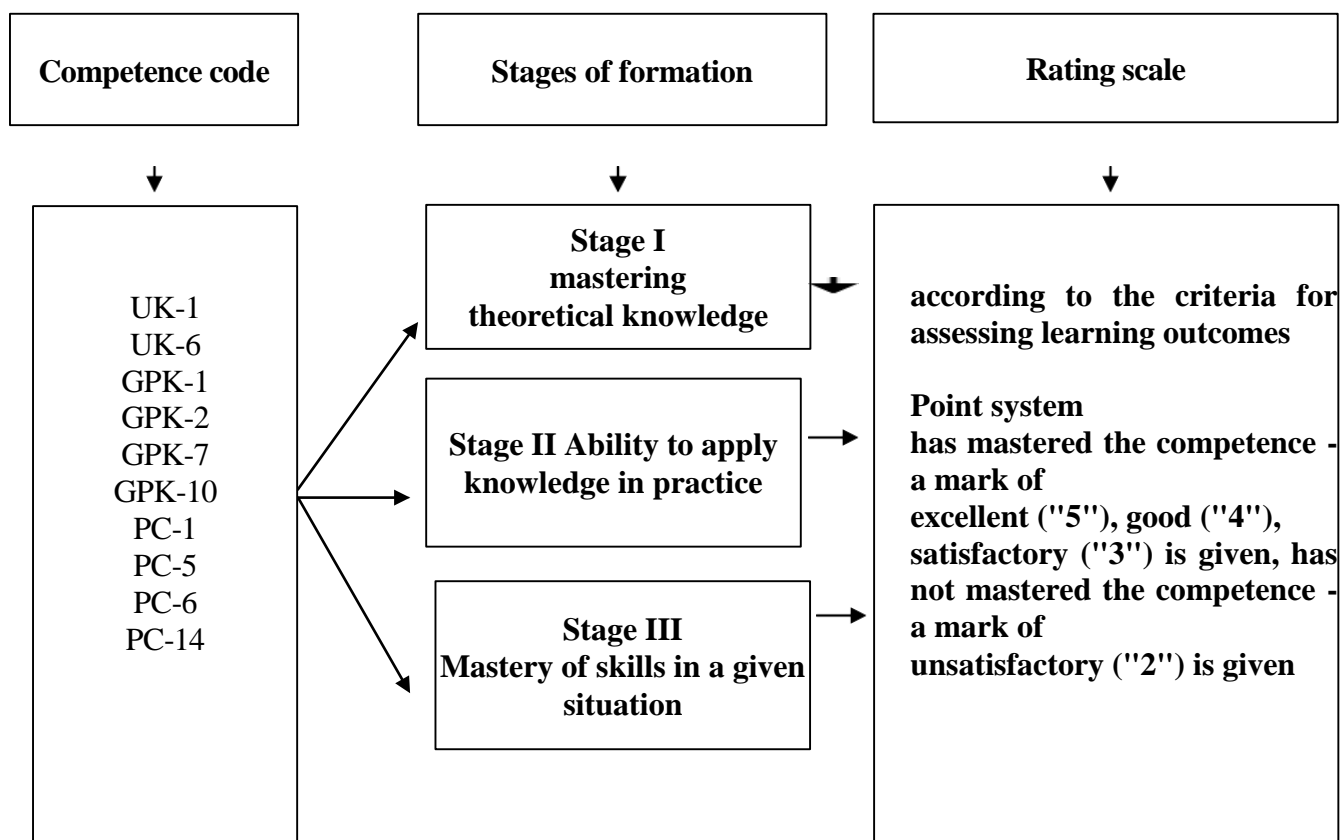 Competence code
Stages of formation
Rating scale
UK-1
UK-6
GPK-1
GPK-2
GPK-7
GPK-10
PC-1
PC-5
PC-6
PC-14
Stage I
mastering
theoretical knowledge
Stage II Ability to apply
knowledge in practice
Stage III
Mastery of skills in a given
situation
according to the criteria for
assessing learning outcomes
Point system
has mastered the competence -
a mark of
excellent ("5"), good ("4"),
satisfactory ("3") is given, has
not mastered the competence -
a mark of
unsatisfactory ("2") is given